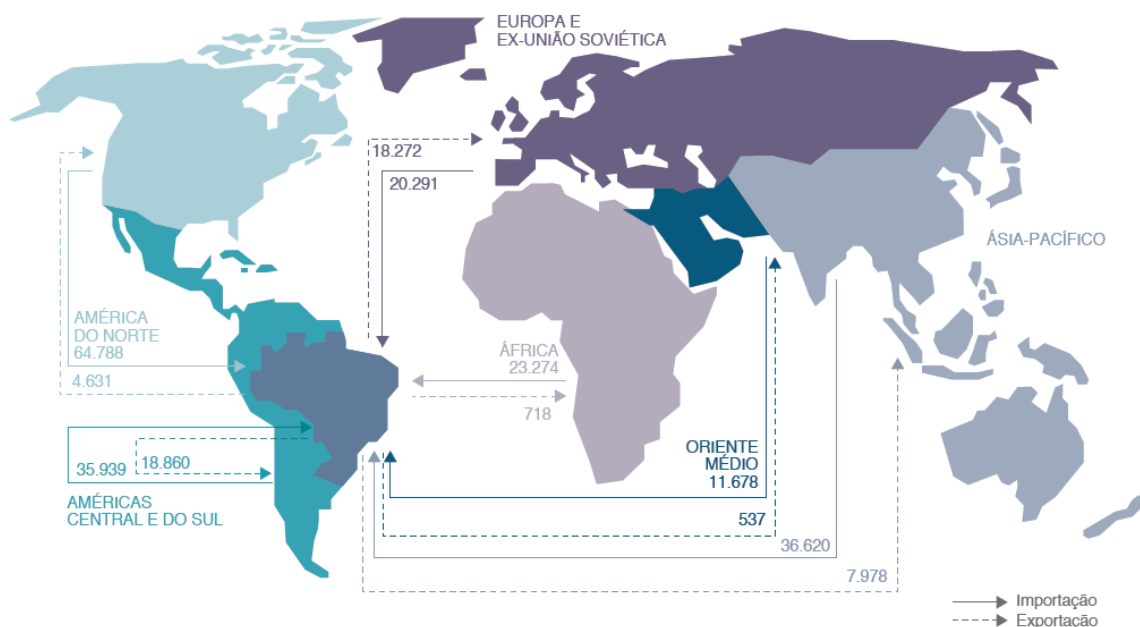 EUROPA E
EX-UNIÃO SOVIÉTICA
18.272
20.291
ÁSIA-PACÍFICO
AMÉRICA
DO NORTE
64.788
4.631
ÁFRICA
23.274
718
35.939
18.860
AMÉRICAS
CENTRAL E DO SUL
ORIENTE
MÉDIO
11.678
537
36.620
7.978
Importação
Exportação